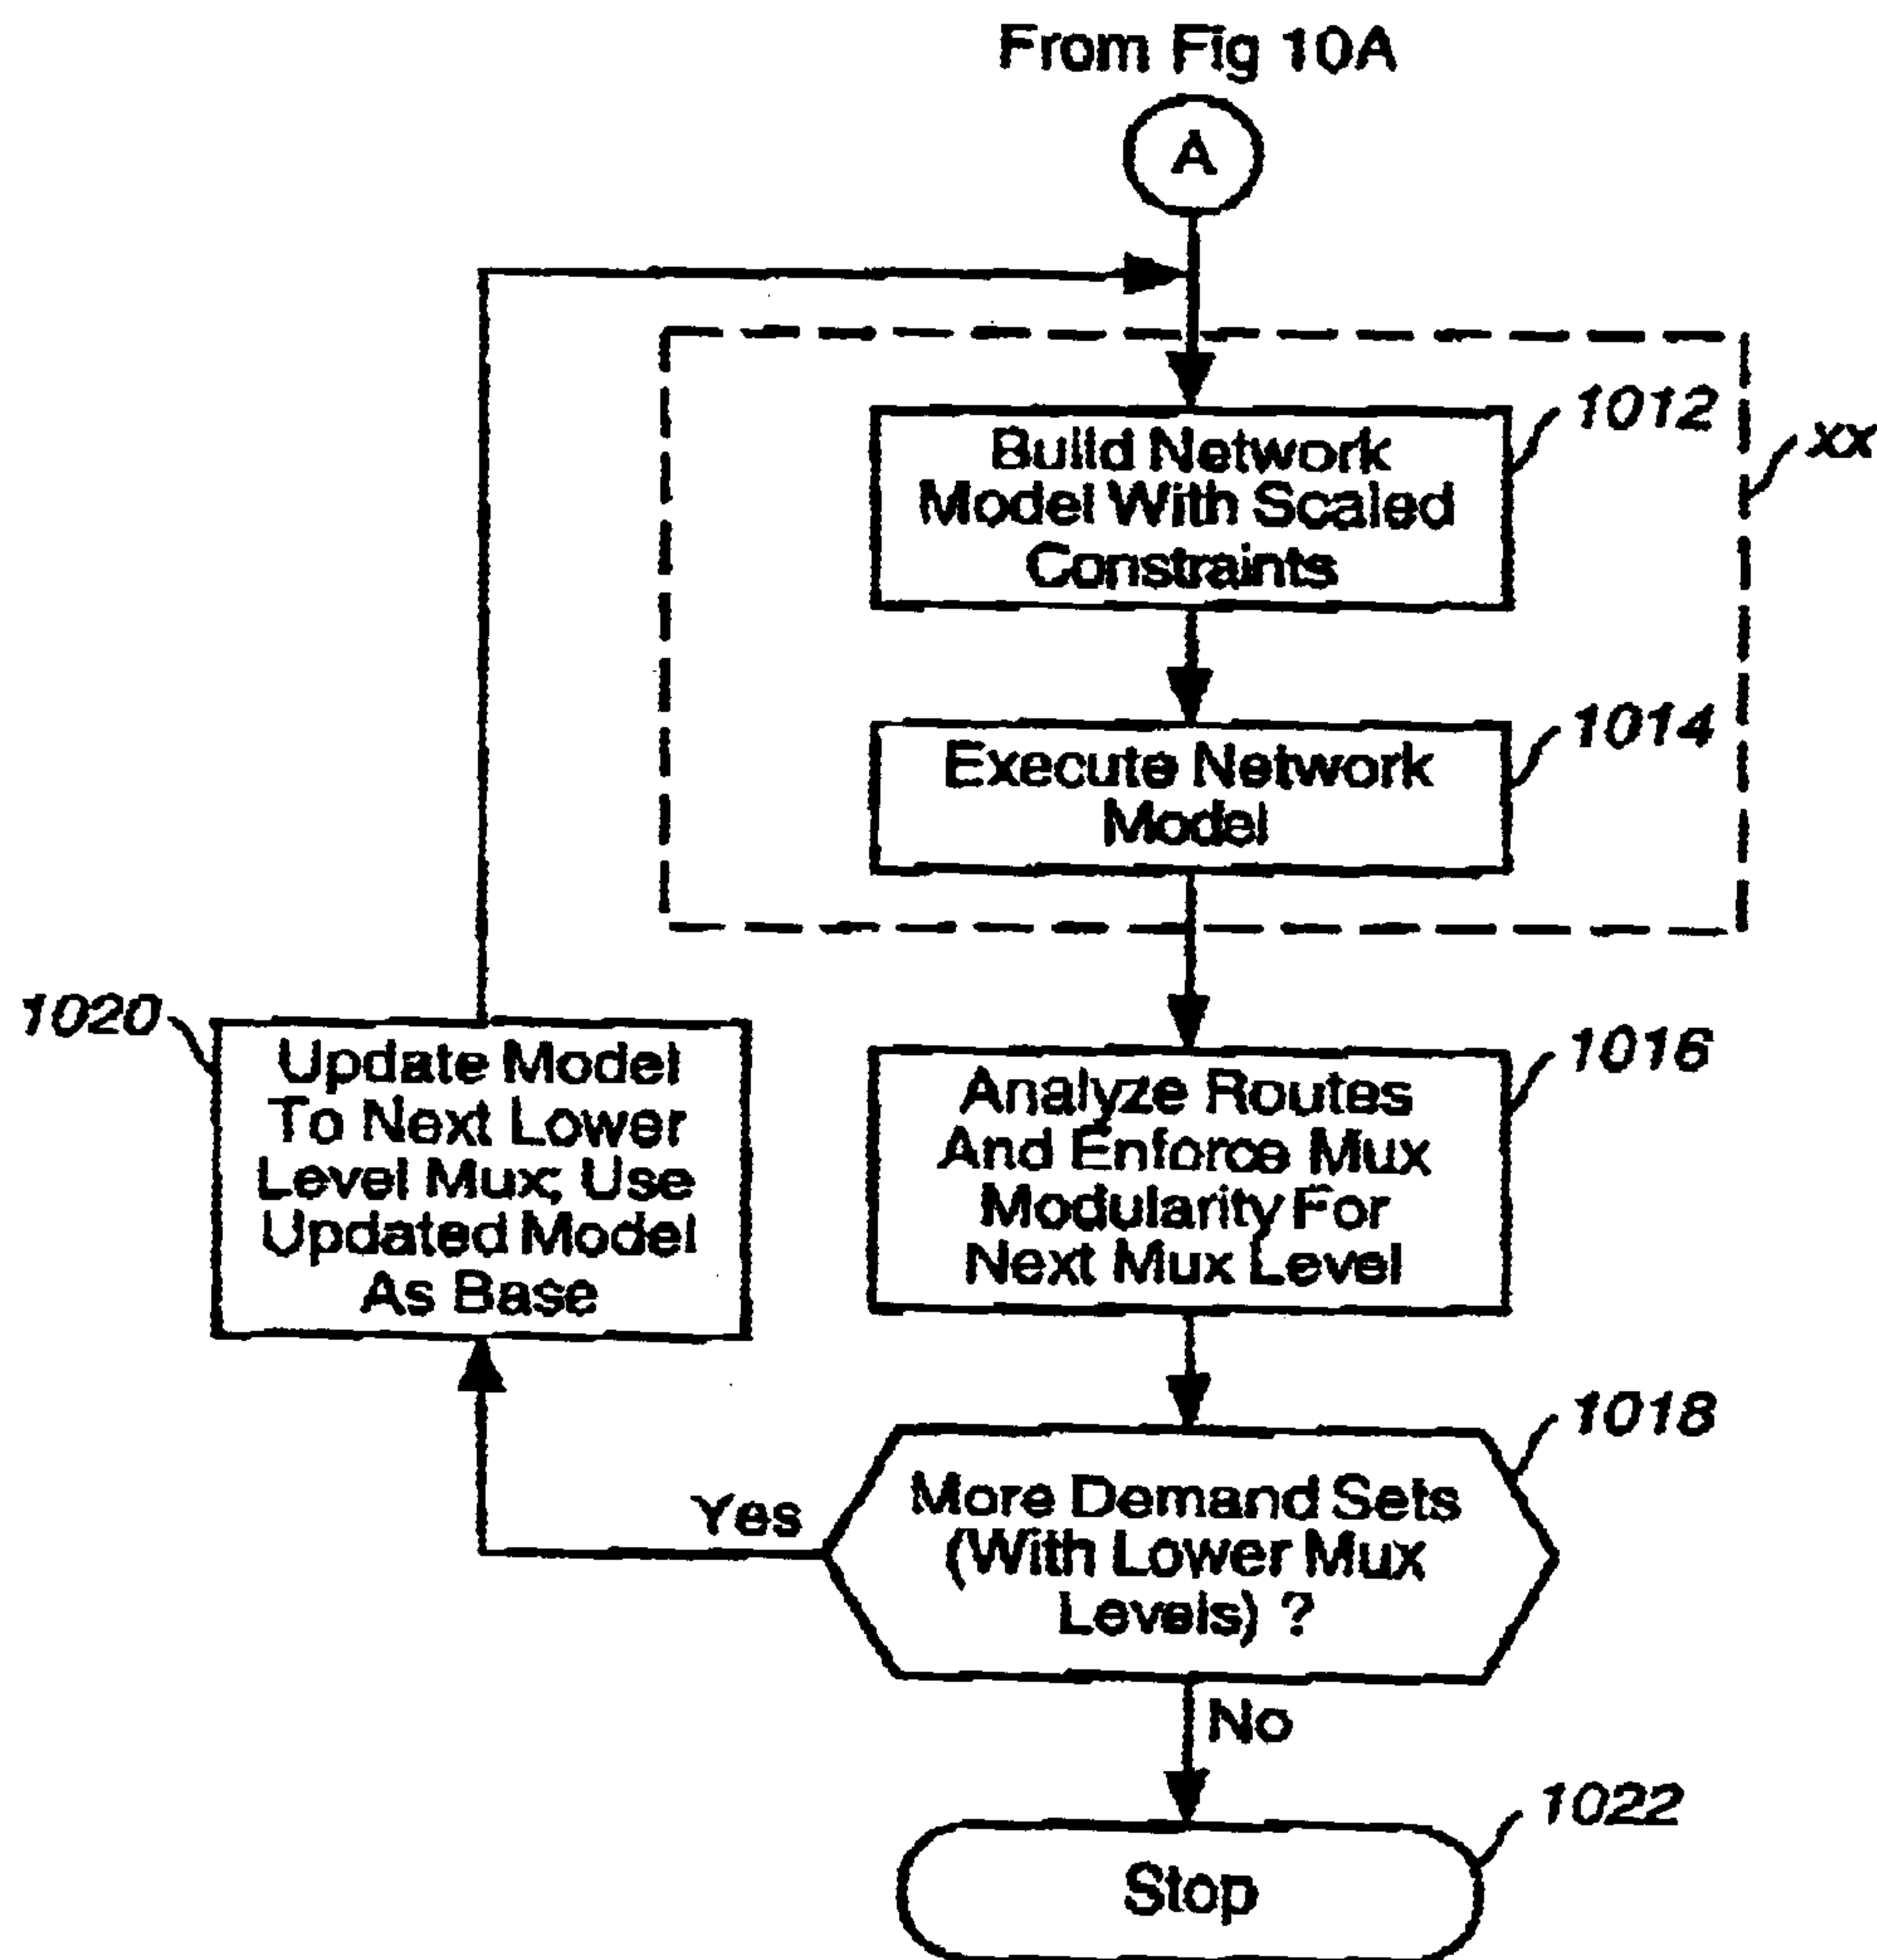 From Fig 10A
A
1012
Build Network
Model With Scaled
Constraints
xx
1014
Execute Network
Model
1020
Update Model
To Next Lower
Level Mux; Use
Updated Model
As Base
1016
Analyze Routes
And Enforce Mux
Modularity For
Next Mux Level
1018
More Demand Sets
(With Lower Mux
Levels) ?
Yes
No
1022
Stop